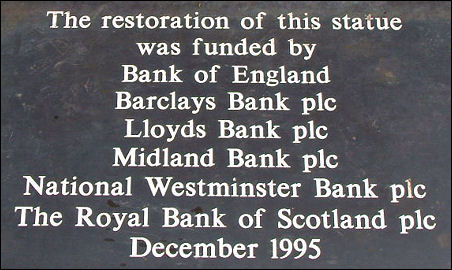 The restoration of this statue
was funded by
Bank of England
Barclays Bank plc
Lloyds Bank plc
Midland Bank plc
National Westminster Bank plc
The Royal Bank of Scotland plc
December 1995